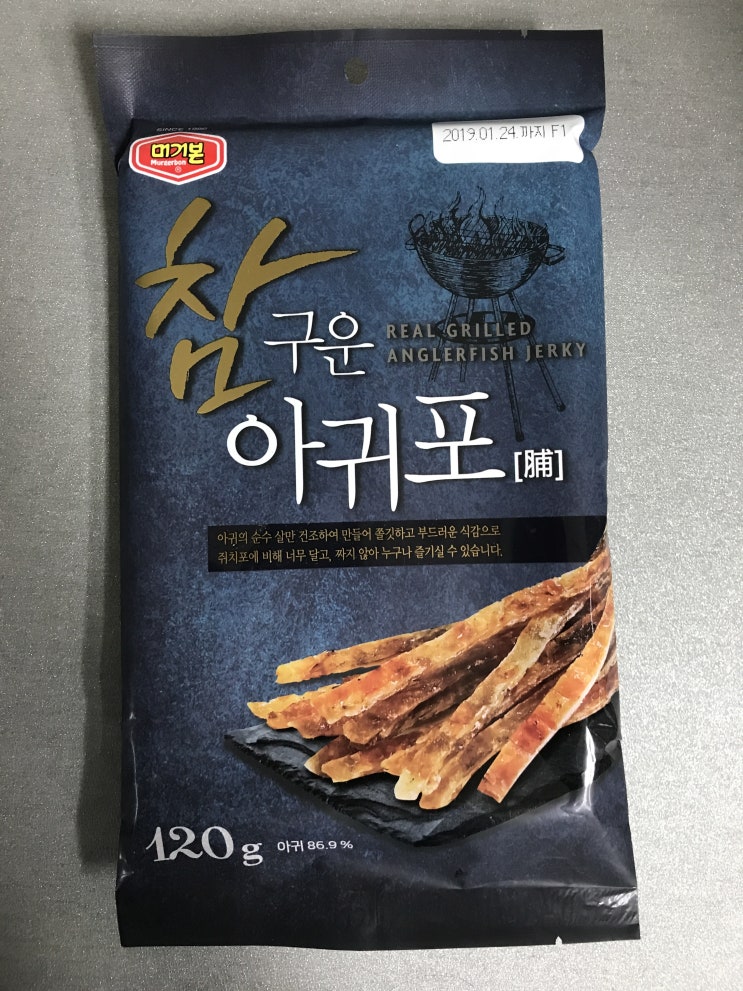 SINCE 1990
2019.01.24.까지 F1
머거본
Murgerbon
®
참
구운
REAL GRILLED
ANGLERFISH JERKY
아귀포 [脯]
아귀의 순수 살만 건조하여 만들어 쫄깃하고 부드러운 식감으로
쥐치포에 비해 너무 달고, 짜지 않아 누구나 즐기실 수 있습니다.
120g 아귀 86.9%